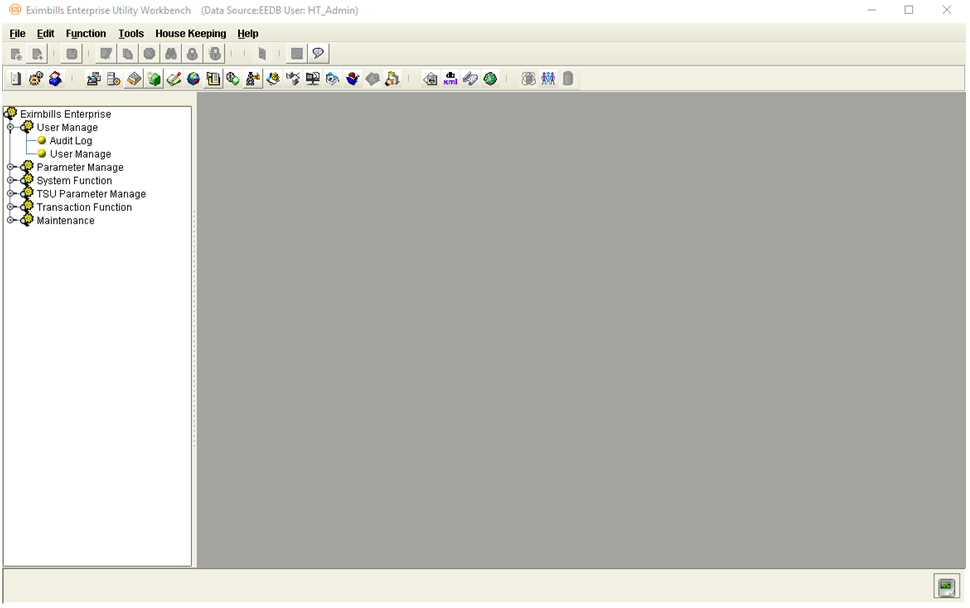 Eximbills Enterprise Utility Workbench (Data Source:EEDB User: HT_Admin)
File Edit Function Tools House Keeping Help
xml
Eximbills Enterprise
User Manage
Audit Log
User Manage
Parameter Manage
System Function
TSU Parameter Manage
Transaction Function
Maintenance